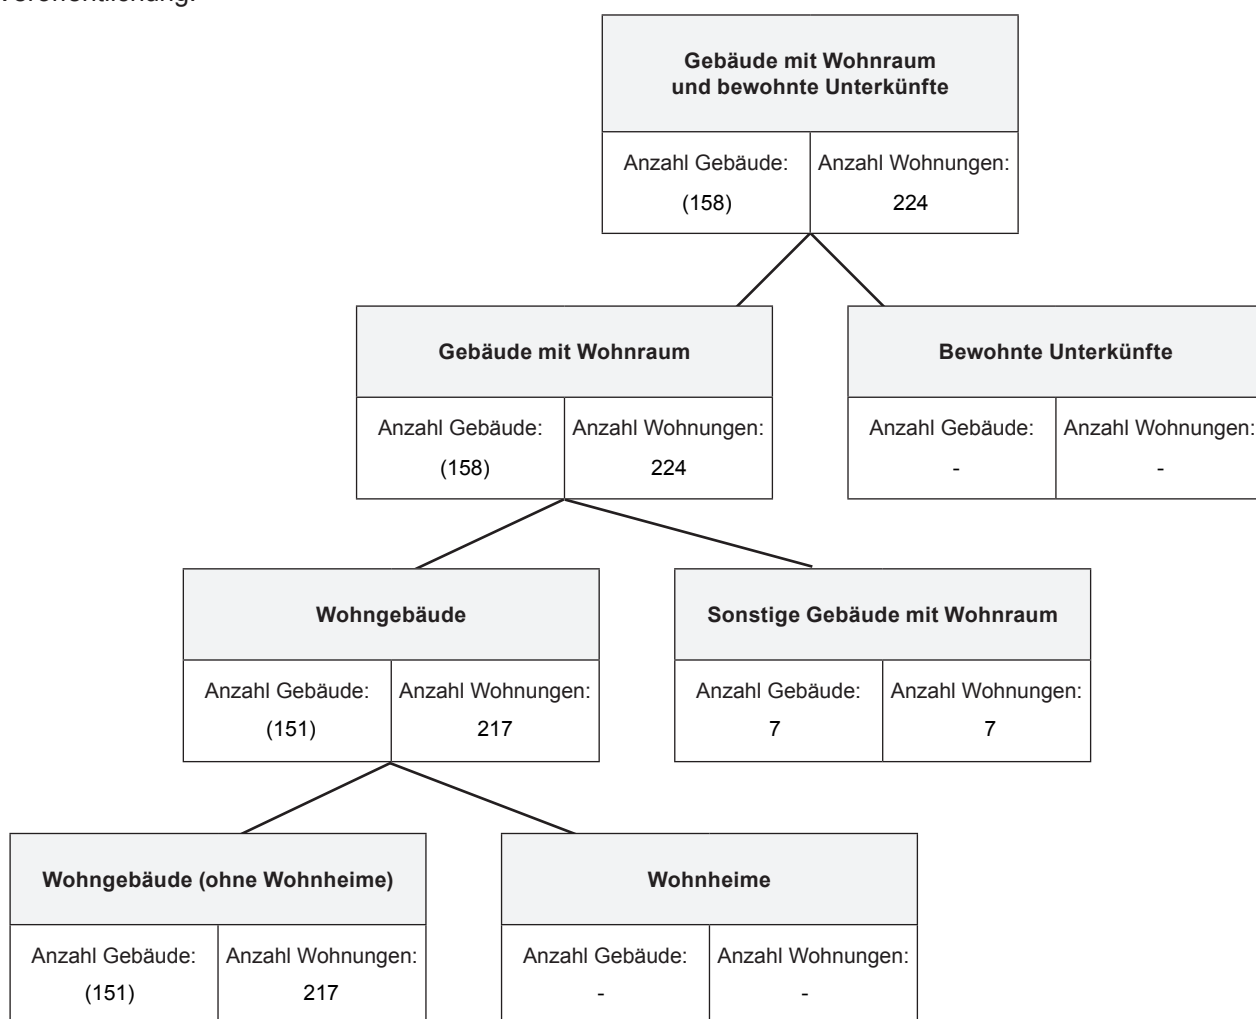 Veröffentlichung.
Gebäude mit Wohnraum
und bewohnte Unterkünfte
Anzahl Gebäude: Anzahl Wohnungen:
(158) 224
Gebäude mit Wohnraum Bewohnte Unterkünfte
Anzahl Gebäude: Anzahl Wohnungen: Anzahl Gebäude: Anzahl Wohnungen:
(158) 224 - -
Wohngebäude Sonstige Gebäude mit Wohnraum
Anzahl Gebäude: Anzahl Wohnungen: Anzahl Gebäude: Anzahl Wohnungen:
(151) 217 7 7
Wohngebäude (ohne Wohnheime) Wohnheime
Anzahl Gebäude: Anzahl Wohnungen: Anzahl Gebäude: Anzahl Wohnungen:
(151) 217 - -